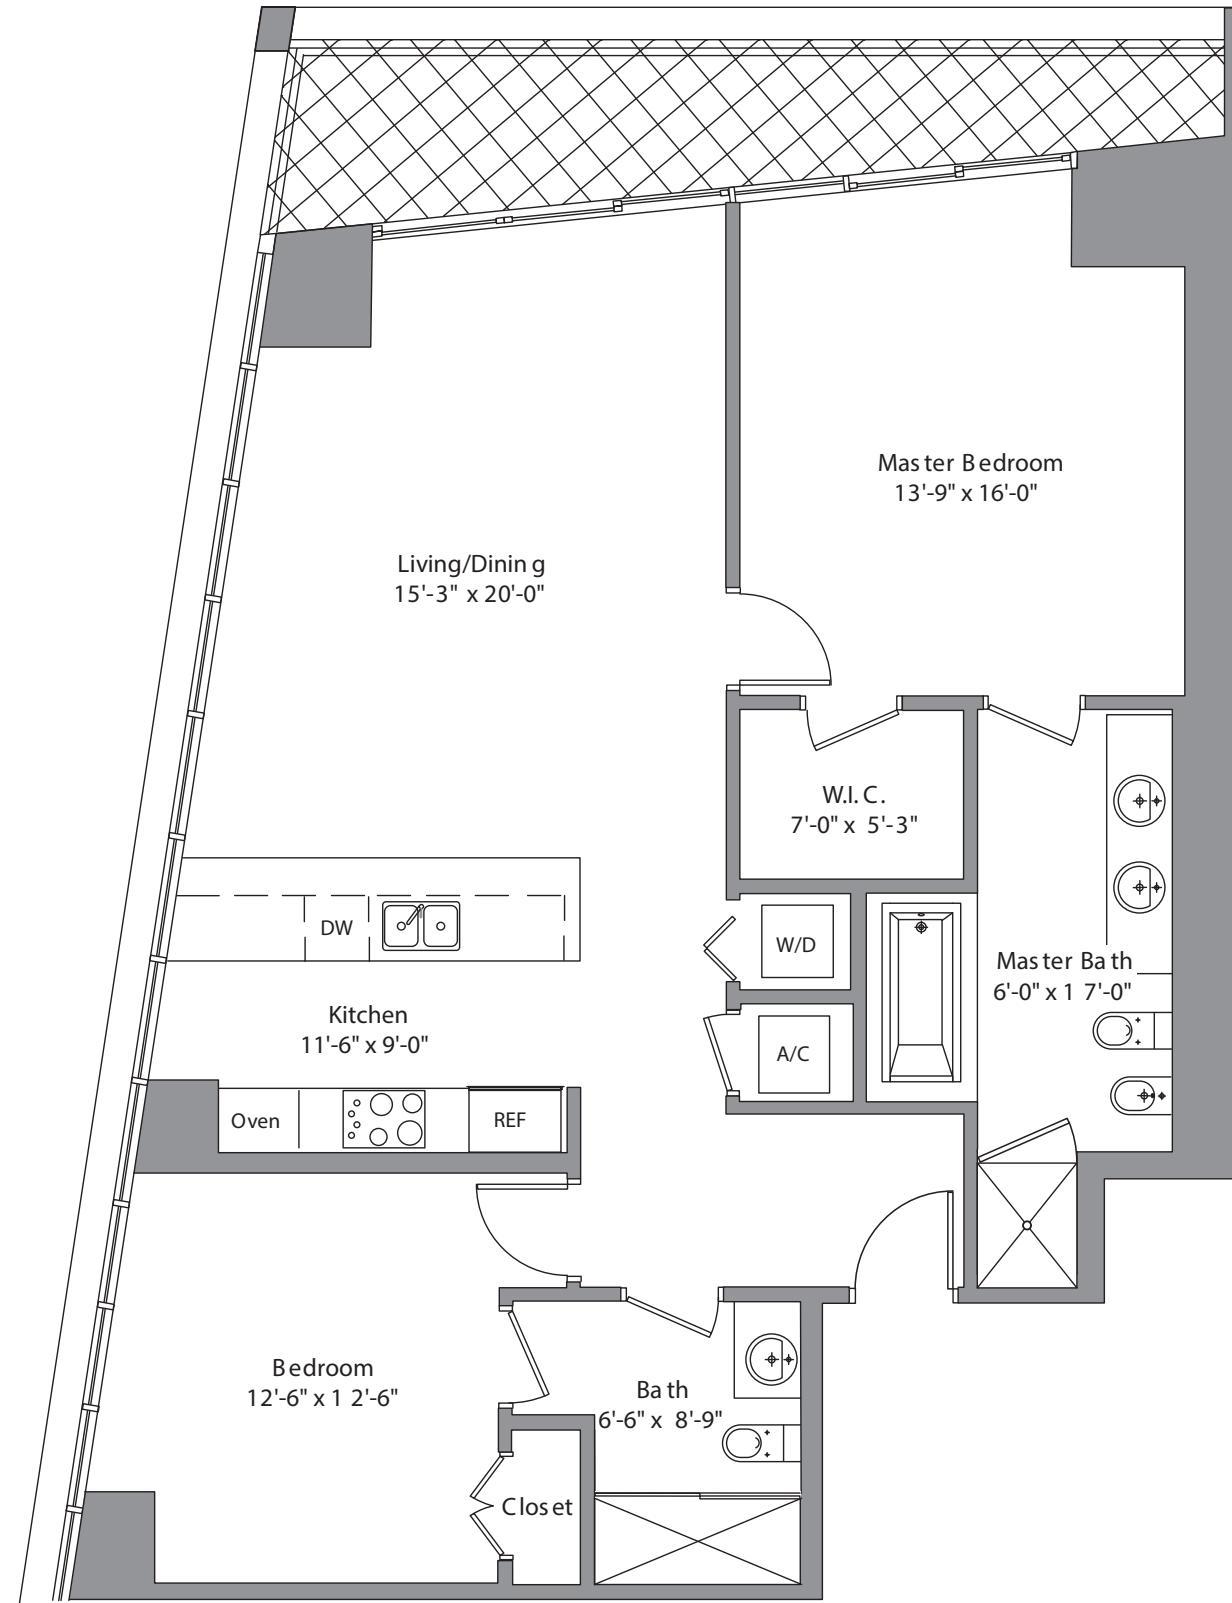 Master Bedroom
13'-9" x 16'-0"
Living/Dining
15'-3" x 20'-0"
W.I.C.
7'-0" x 5'-3"
DW
W/D
Master Bath
6'-0" x 17'-0"
Kitchen
11'-6" x 9'-0"
A/C
Oven
REF
Bedroom
12'-6" x 12'-6"
Bath
6'-6" x 8'-9"
Closet